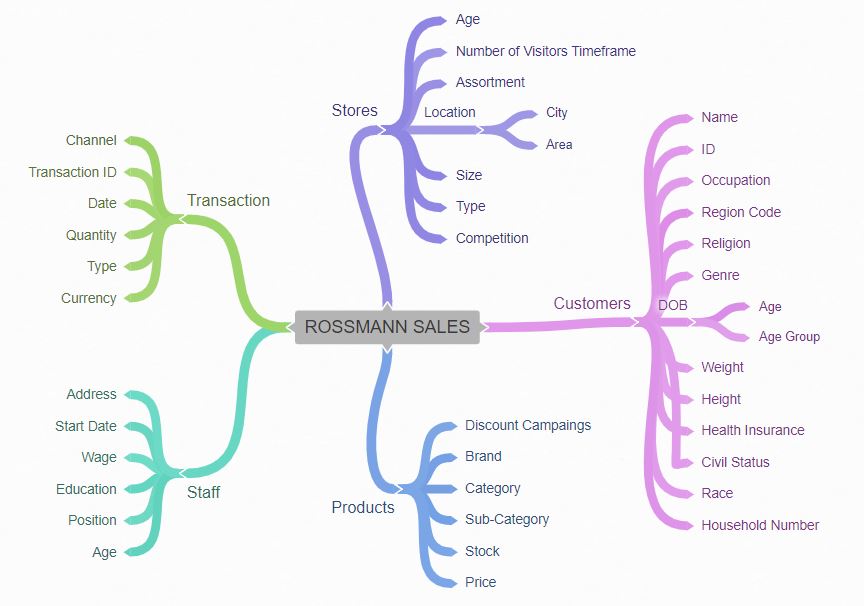 ROSSMANN SALES
Stores
Age
Number of Visitors Timeframe
Assortment
Location
City
Area
Size
Type
Competition
Transaction
Channel
Transaction ID
Date
Quantity
Type
Currency
Customers
Name
ID
Occupation
Region Code
Religion
Genre
DOB
Age
Age Group
Weight
Height
Health Insurance
Civil Status
Race
Household Number
Staff
Address
Start Date
Wage
Education
Position
Age
Products
Discount Campaings
Brand
Category
Sub-Category
Stock
Price